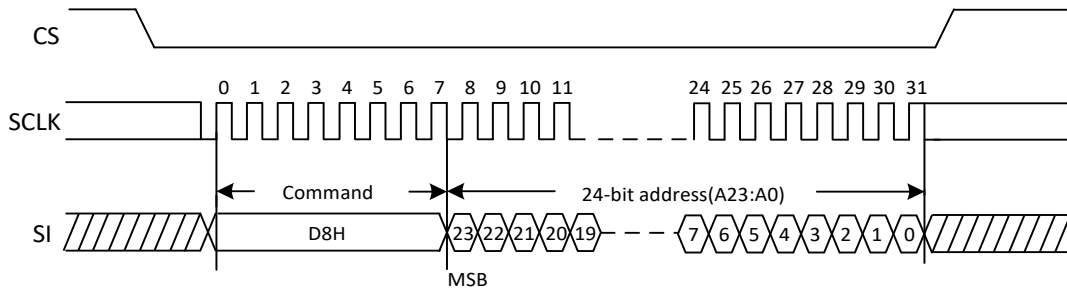 CS
0 1 2 3 4 5 6 7 8 9 10 11 24 25 26 27 28 29 30 31
SCLK
Command 24-bit address(A23:A0)
SI D8H 23 22 21 20 19 7 6 5 4 3 2 1 0
MSB